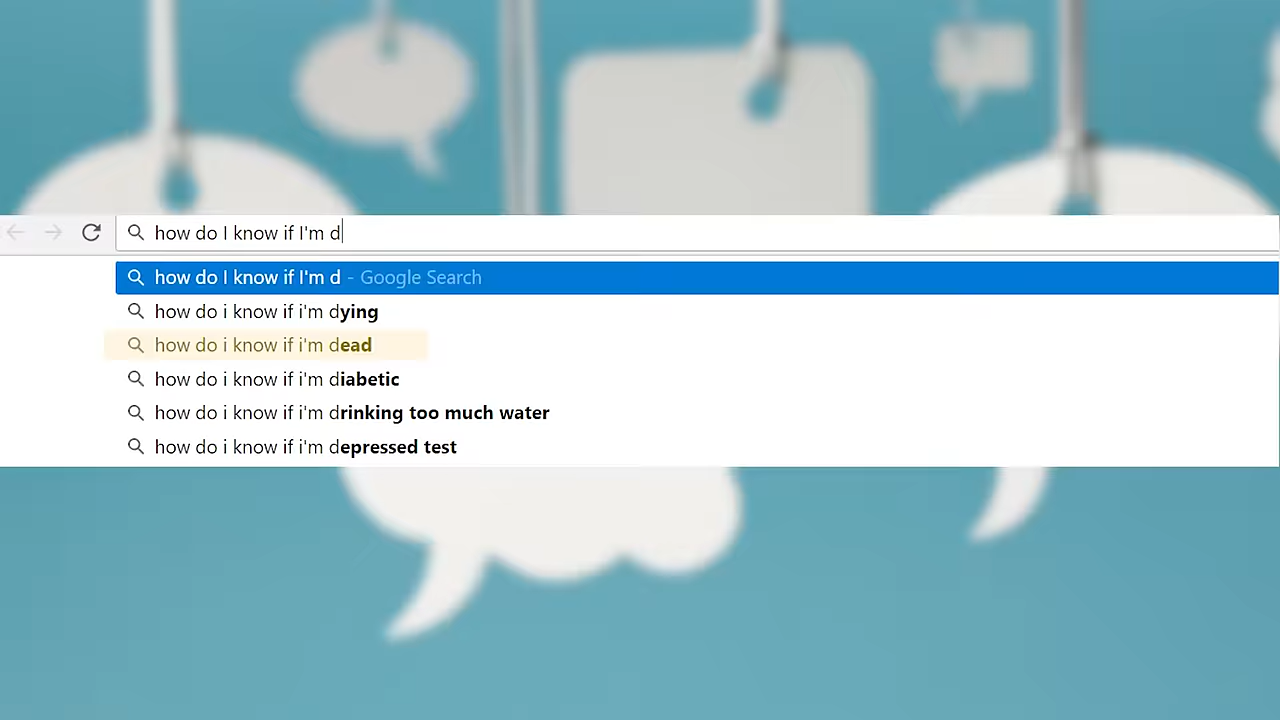 how do I know if I'm d
how do I know if I'm d - Google Search
how do i know if i'm dying
how do i know if i'm dead
how do i know if i'm diabetic
how do i know if i'm drinking too much water
how do i know if i'm depressed test